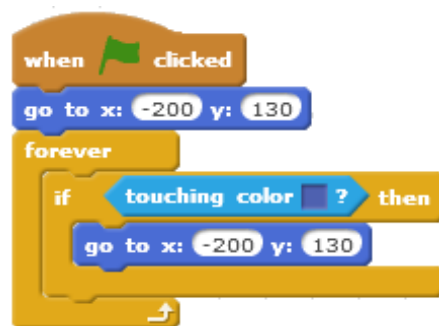 when clicked
go to x: -200 y: 130
forever
if touching color ? then
go to x: -200 y: 130